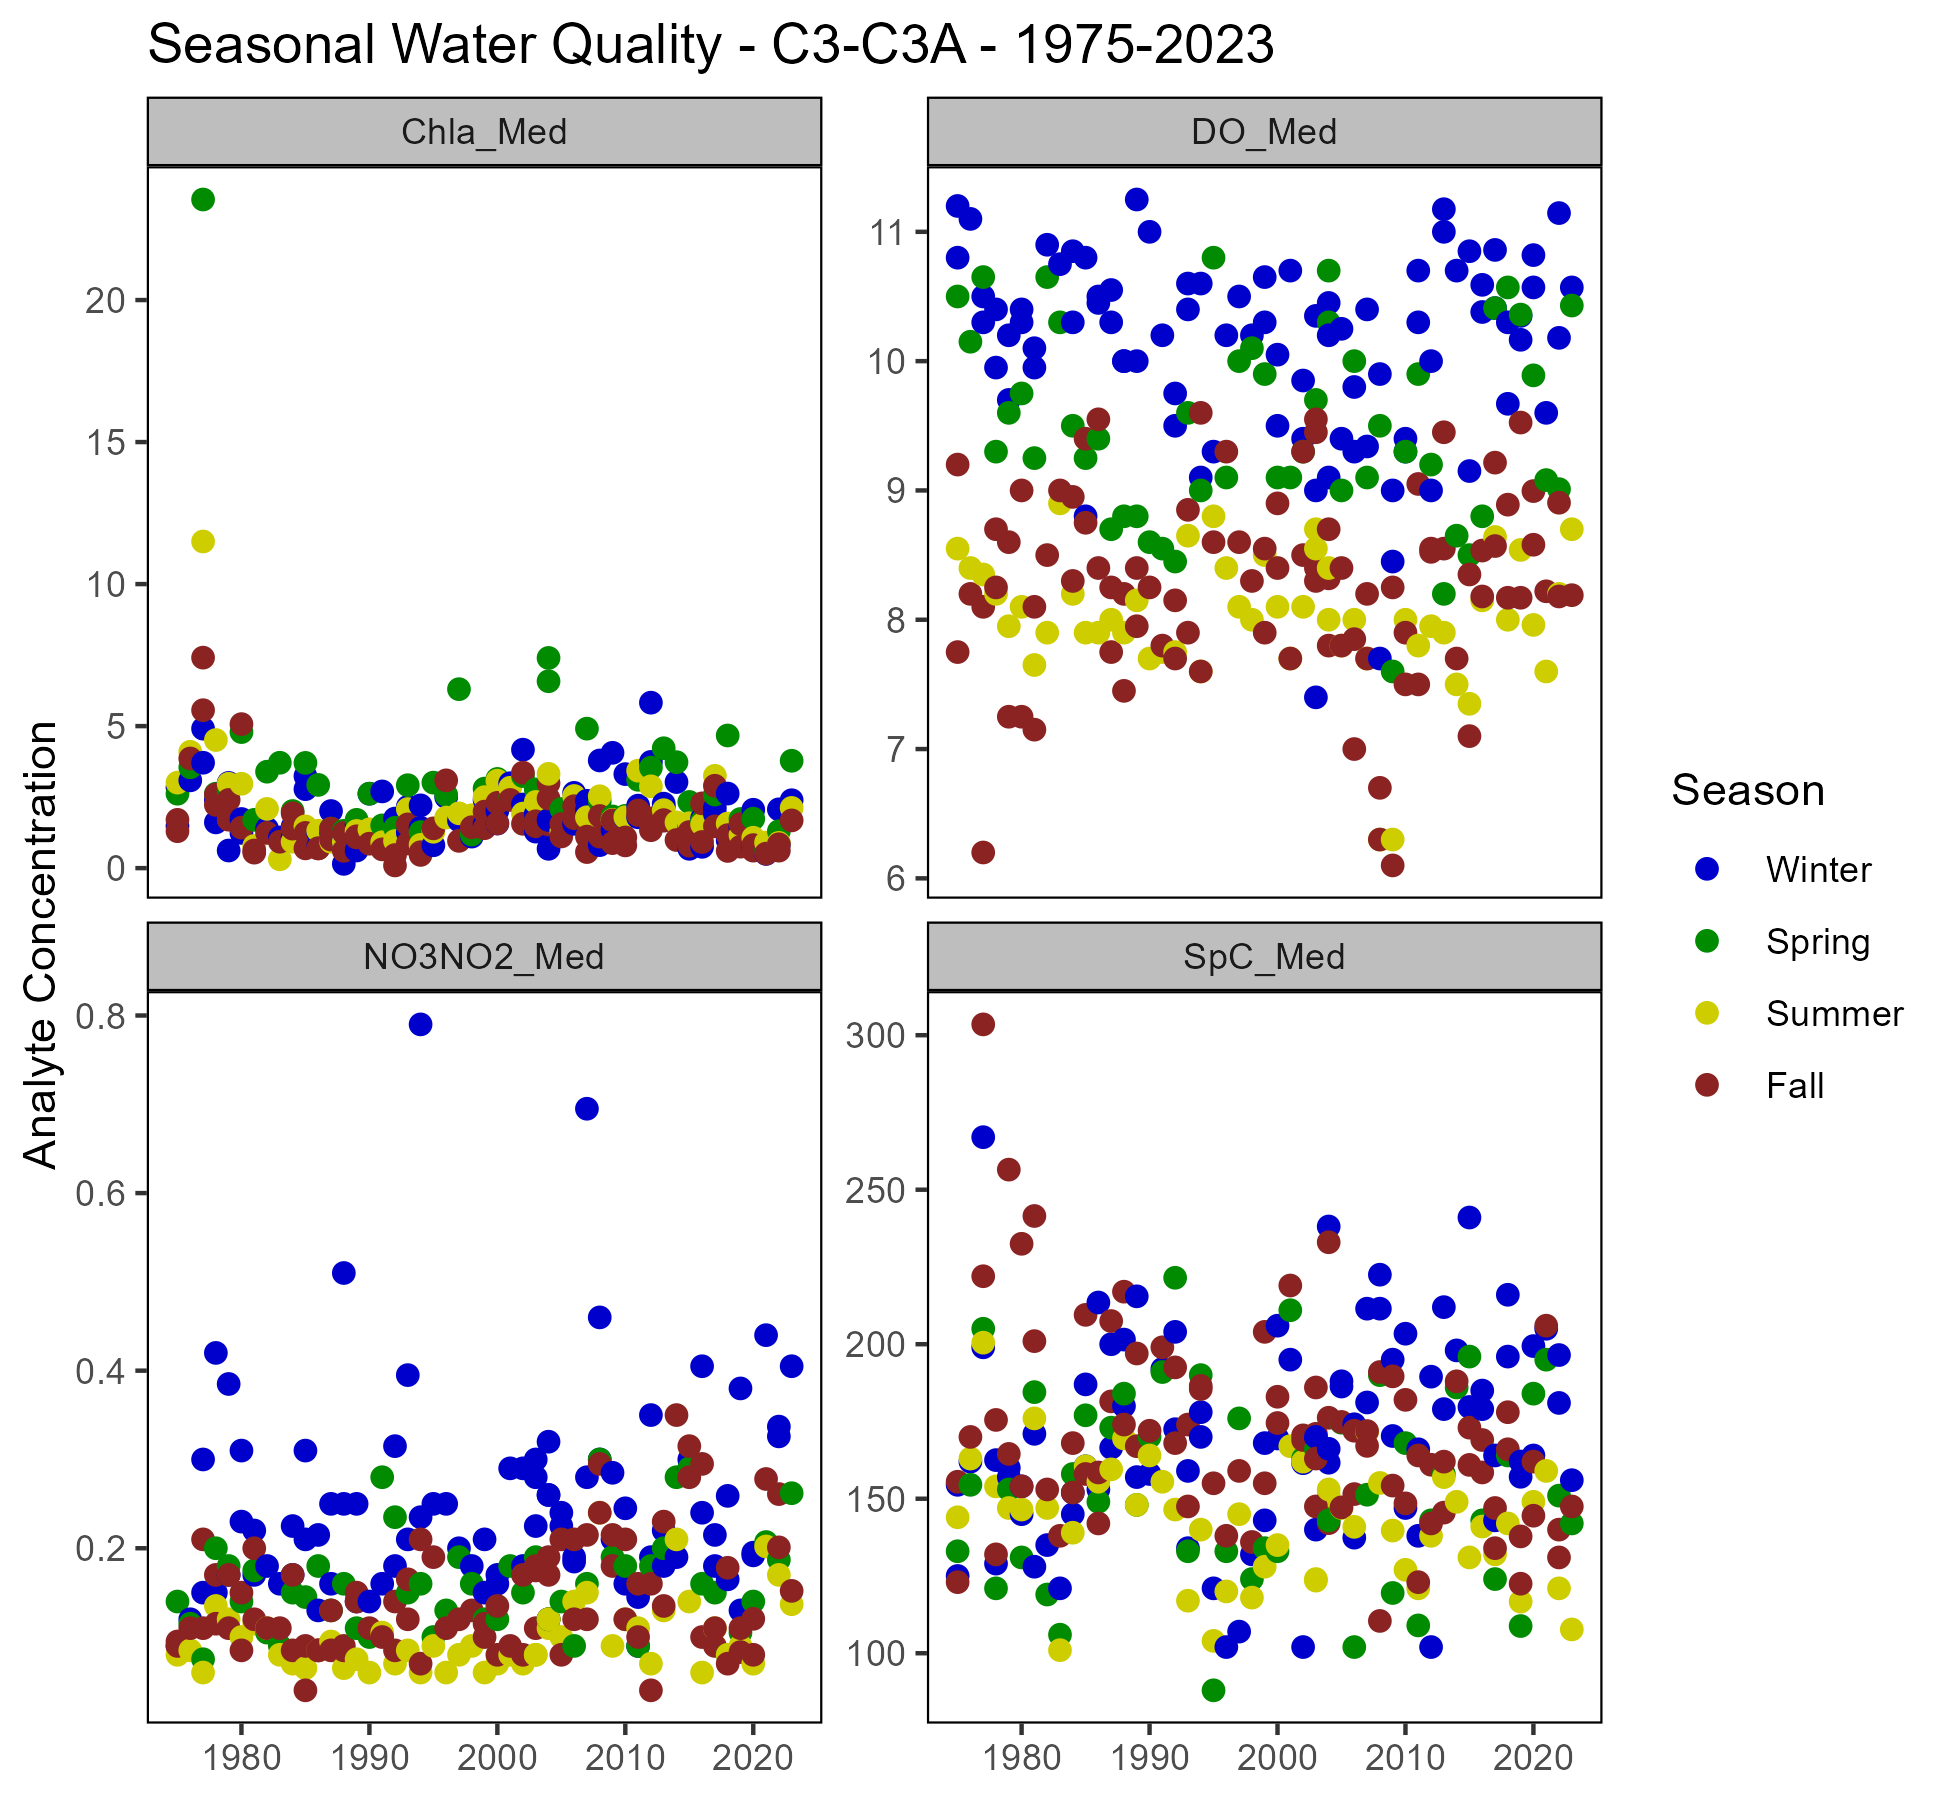 Seasonal Water Quality - C3-C3A - 1975-2023
Chla_Med
DO_Med
20
15
10
5
0
11
10
9
8
7
6
Analyte Concentration
NO3NO2_Med
SpC_Med
0.8
0.6
0.4
0.2
300
250
200
150
100
1980 1990 2000 2010 2020
1980 1990 2000 2010 2020
Season
Winter
Spring
Summer
Fall